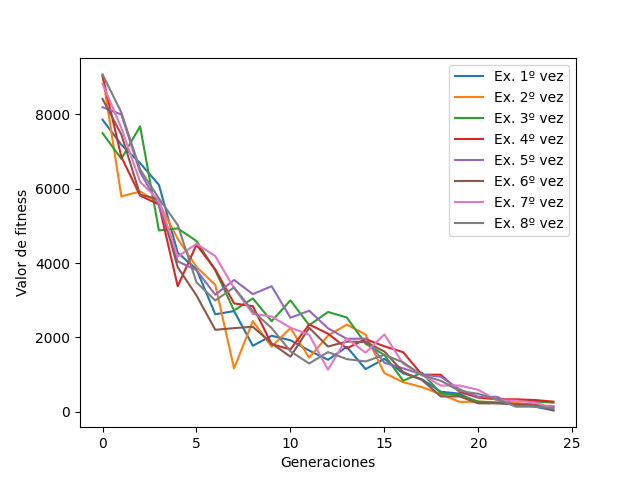 Ex. 1º vez
Ex. 2º vez
Ex. 3º vez
Ex. 4º vez
Ex. 5º vez
Ex. 6º vez
Ex. 7º vez
Ex. 8º vez
Valor de fitness
8000
6000
4000
2000
0
0 5 10 15 20 25
Generaciones